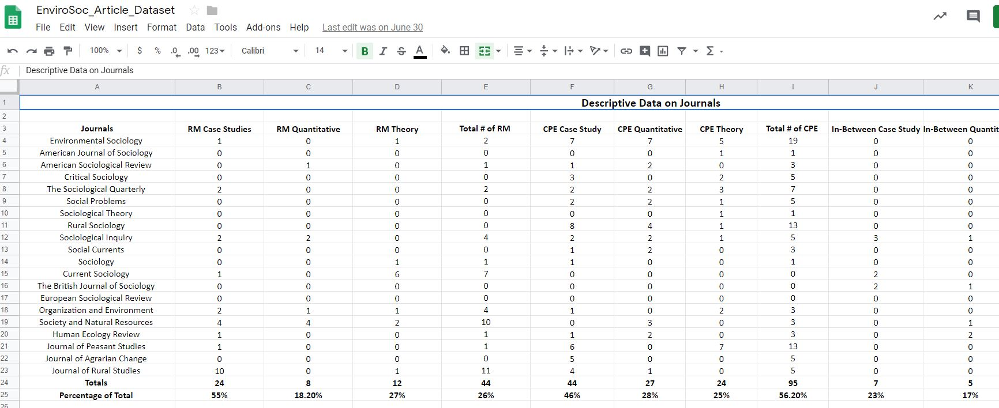 EnviroSoc_Article_Dataset
File Edit View Insert Format Data Tools Add-ons Help Last edit was on June 30
100% $ % .0 .00 123 Calibri 14 B I S A Σ
fx Descriptive Data on Journals
A B C D E F G H I J K
1 Descriptive Data on Journals
2
3 Journals RM Case Studies RM Quantitative RM Theory Total # of RM CPE Case Study CPE Quantitative CPE Theory Total # of CPE In-Between Case Study In-Between Quantit
4 Environmental Sociology 1 0 1 2 7 7 5 19 0 0
5 American Journal of Sociology 0 0 0 0 0 0 1 1 0 0
6 American Sociological Review 0 1 0 1 1 2 0 3 0 0
7 Critical Sociology 0 0 0 0 3 0 2 5 0 0
8 The Sociological Quarterly 2 0 0 2 2 2 3 7 0 0
9 Social Problems 0 0 0 0 2 2 1 5 0 0
10 Sociological Theory 0 0 0 0 0 0 1 1 0 0
11 Rural Sociology 0 0 0 0 8 4 1 13 0 0
12 Sociological Inquiry 2 2 0 4 2 2 1 5 3 1
13 Social Currents 0 0 0 0 1 2 0 3 0 0
14 Sociology 0 0 1 1 1 0 0 1 0 0
15 Current Sociology 1 0 6 7 0 0 0 0 2 0
16 The British Journal of Sociology 0 0 0 0 0 0 0 0 2 1
17 European Sociological Review 0 0 0 0 0 0 0 0 0 0
18 Organization and Environment 2 1 1 4 1 0 2 3 0 0
19 Society and Natural Resources 4 4 2 10 0 3 0 3 0 1
20 Human Ecology Review 1 0 0 1 1 2 0 3 0 2
21 Journal of Peasant Studies 1 0 0 1 6 0 7 13 0 0
22 Journal of Agrarian Change 0 0 0 0 5 0 0 5 0 0
23 Journal of Rural Studies 10 0 1 11 4 1 0 5 0 0
24 Totals 24 8 12 44 44 27 24 95 7 5
25 Percentage of Total 55% 18.20% 27% 26% 46% 28% 25% 56.20% 23% 17%
26